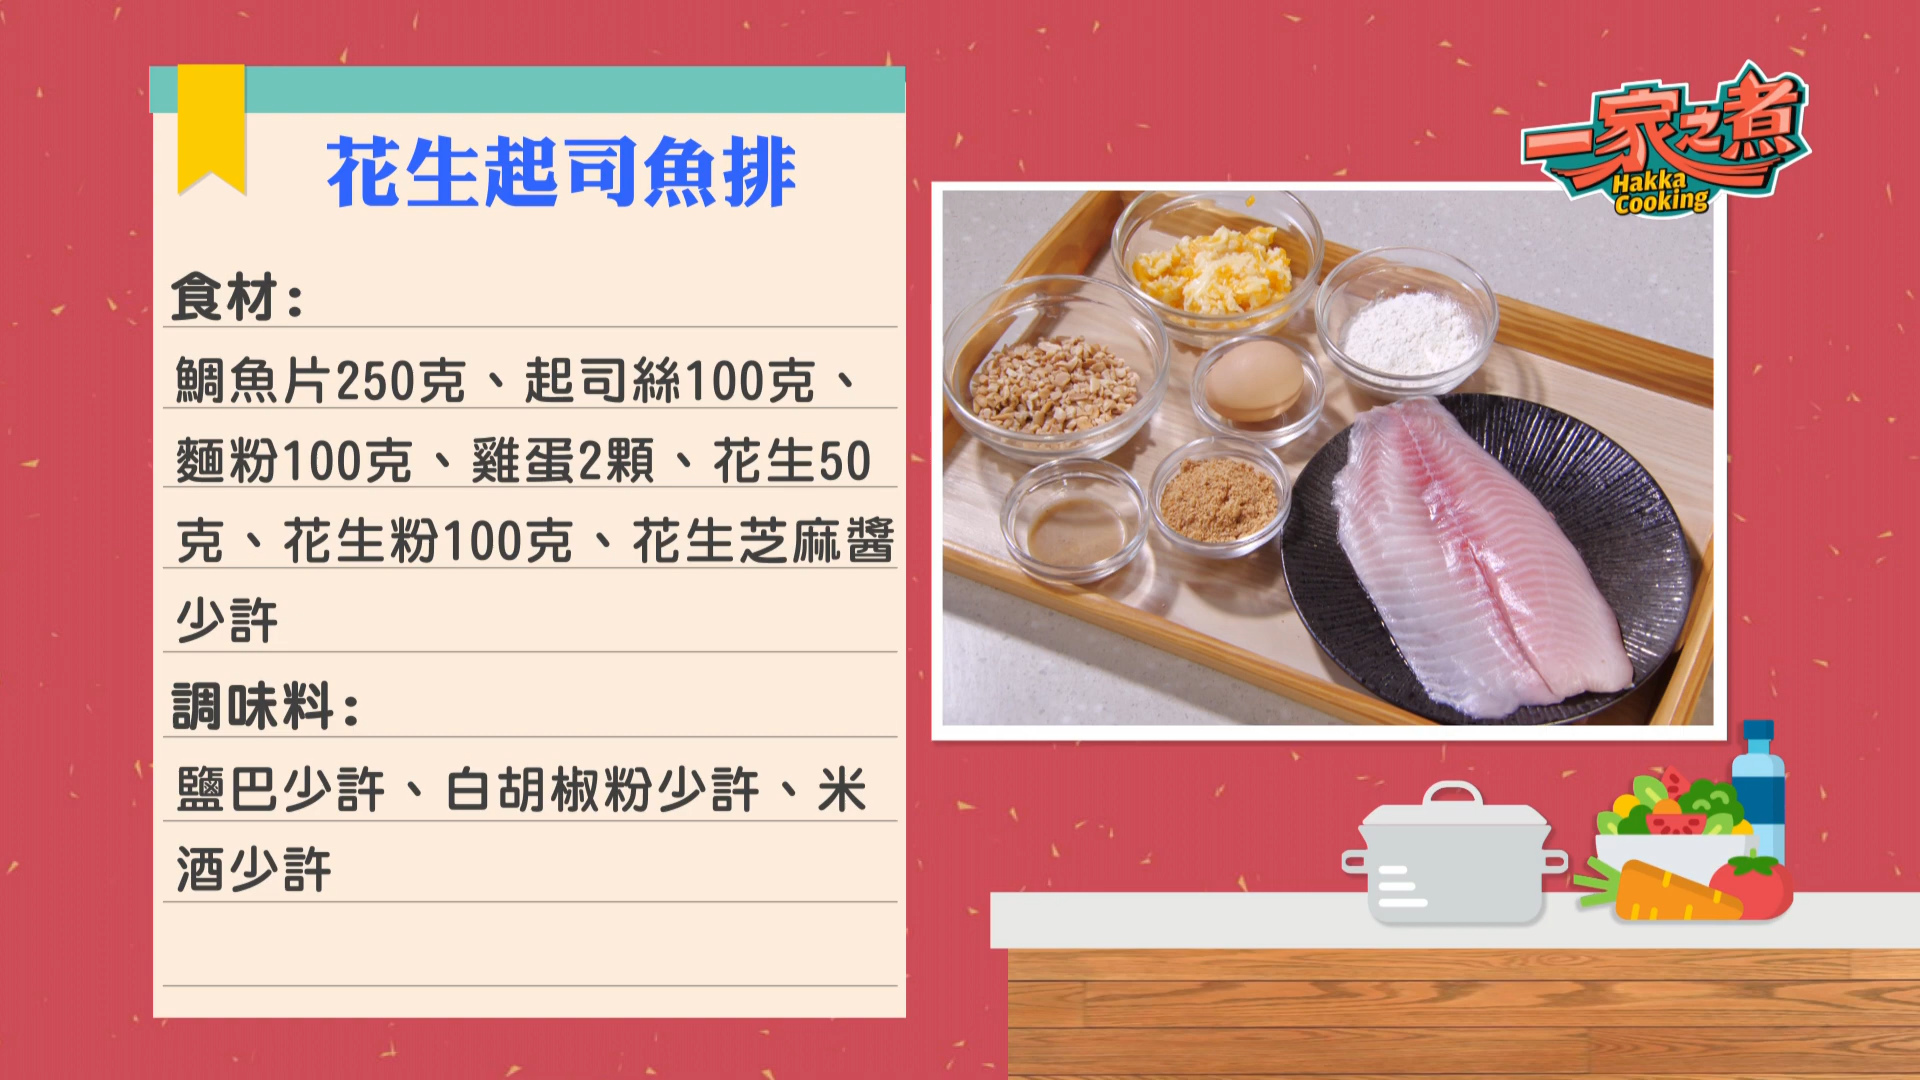 花生起司魚排
食材:
鯛魚片250克、起司絲100克、
麵粉100克、雞蛋2顆、花生50
克、花生粉100克、花生芝麻醬
少許
調味料:
鹽巴少許、白胡椒粉少許、米
酒少許
一家之煮
Hakka
Cooking